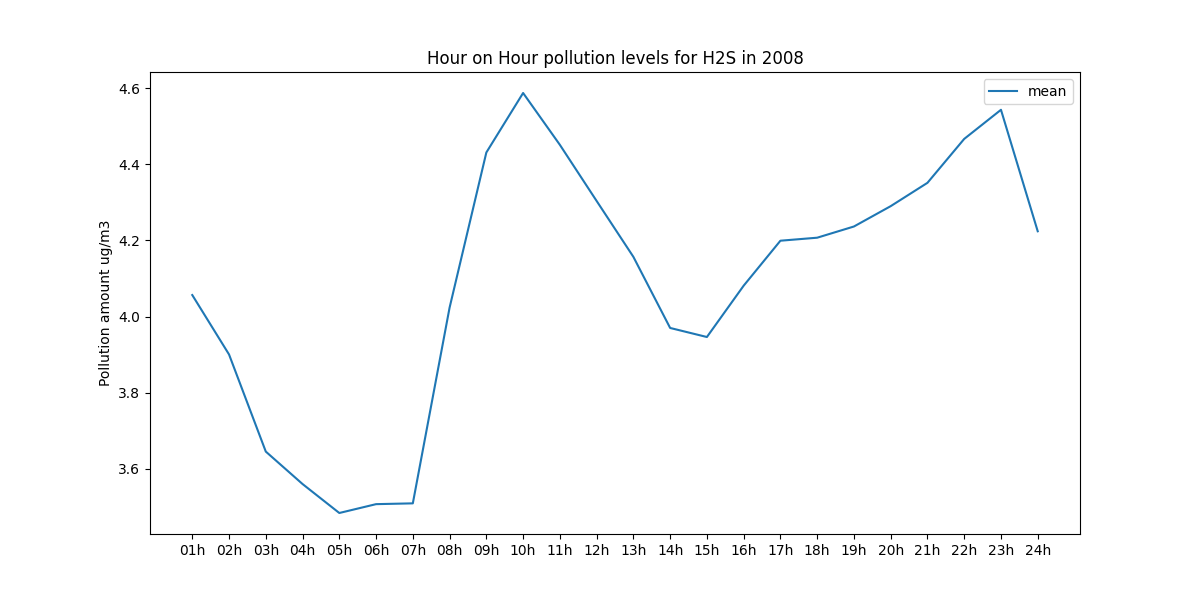 Hour on Hour pollution levels for H2S in 2008
mean
Pollution amount ug/m3
4.6
4.4
4.2
4.0
3.8
3.6
01h 02h 03h 04h 05h 06h 07h 08h 09h 10h 11h 12h 13h 14h 15h 16h 17h 18h 19h 20h 21h 22h 23h 24h